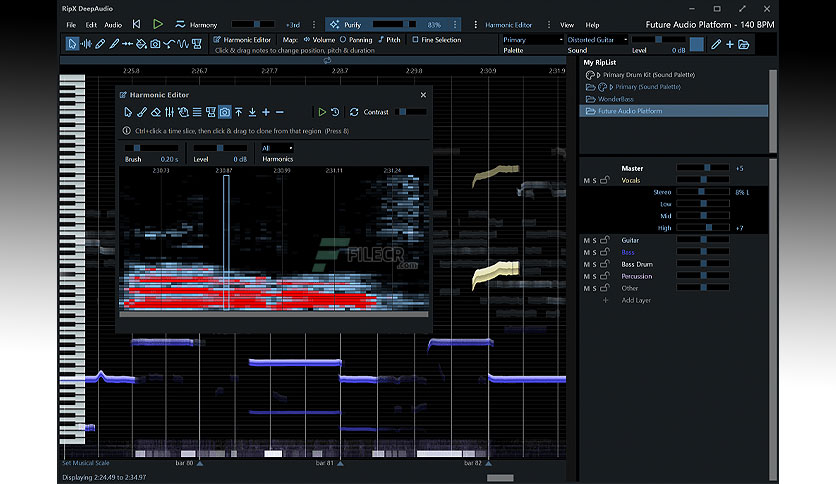 RipX DeepAudio
File Edit Audio Harmony +3rd Purify 83% Harmonic Editor View Help Future Audio Platform - 140 BPM
Harmonic Editor Map: Volume Panning Pitch Fine Selection Primary Distorted Guitar
Click & drag notes to change position, pitch & duration Palette Sound Level 0 dB
2:25.8 2:26.7 2:27.7 2:28.7 2:30.9 2:31.9
My RipList
Primary Drum Kit (Sound Palette)
Primary (Sound Palette)
WonderBass
Future Audio Platform
Harmonic Editor
Contrast
Ctrl+click a time slice, then click & drag to clone from that region (Press 8)
All
Brush 0.20 s Level 0 dB Harmonics
2:30.73 2:30.87 2:30.99 2:31.11 2:31.24
FILECR
.com
Master +5
M S Vocals
Stereo 8% L
Low
Mid
High +7
M S Guitar
M S Bass
M S Bass Drum
M S Percussion
M S Other
+ Add Layer
Set Musical Scale bar 80 bar 81 bar 82
Displaying 2:24.49 to 2:34.97